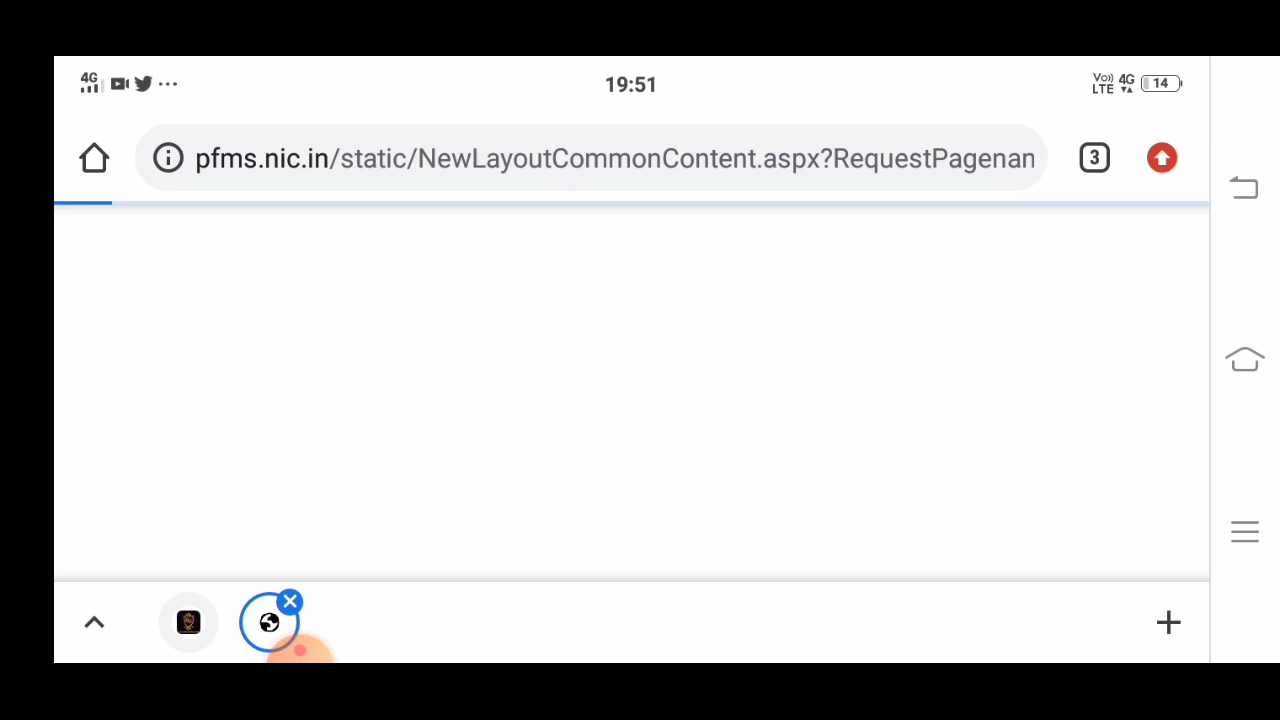 4G ... 19:51 Vo)) LTE 4G 14
pfms.nic.in/static/NewLayoutCommonContent.aspx?RequestPagenan 3